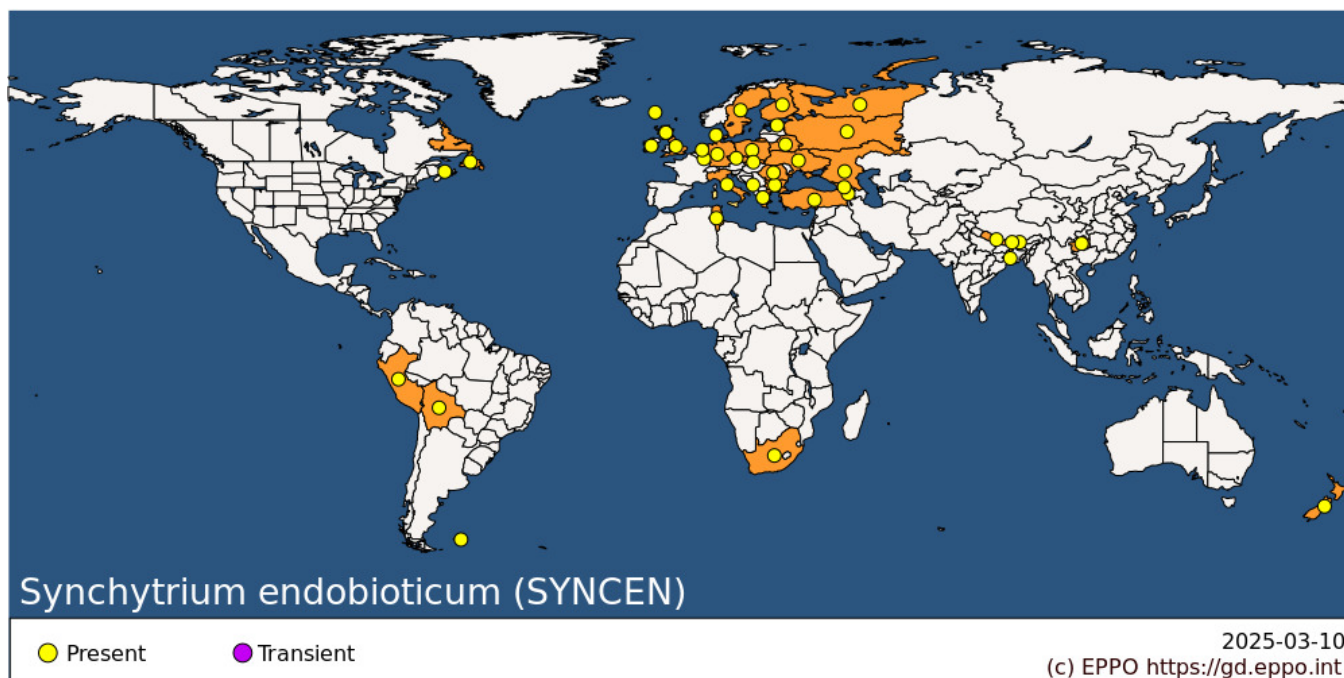 Synchytrium endobioticum (SYNCEN)
Present
Transient
2025-03-10
(c) EPPO https://gd.eppo.int